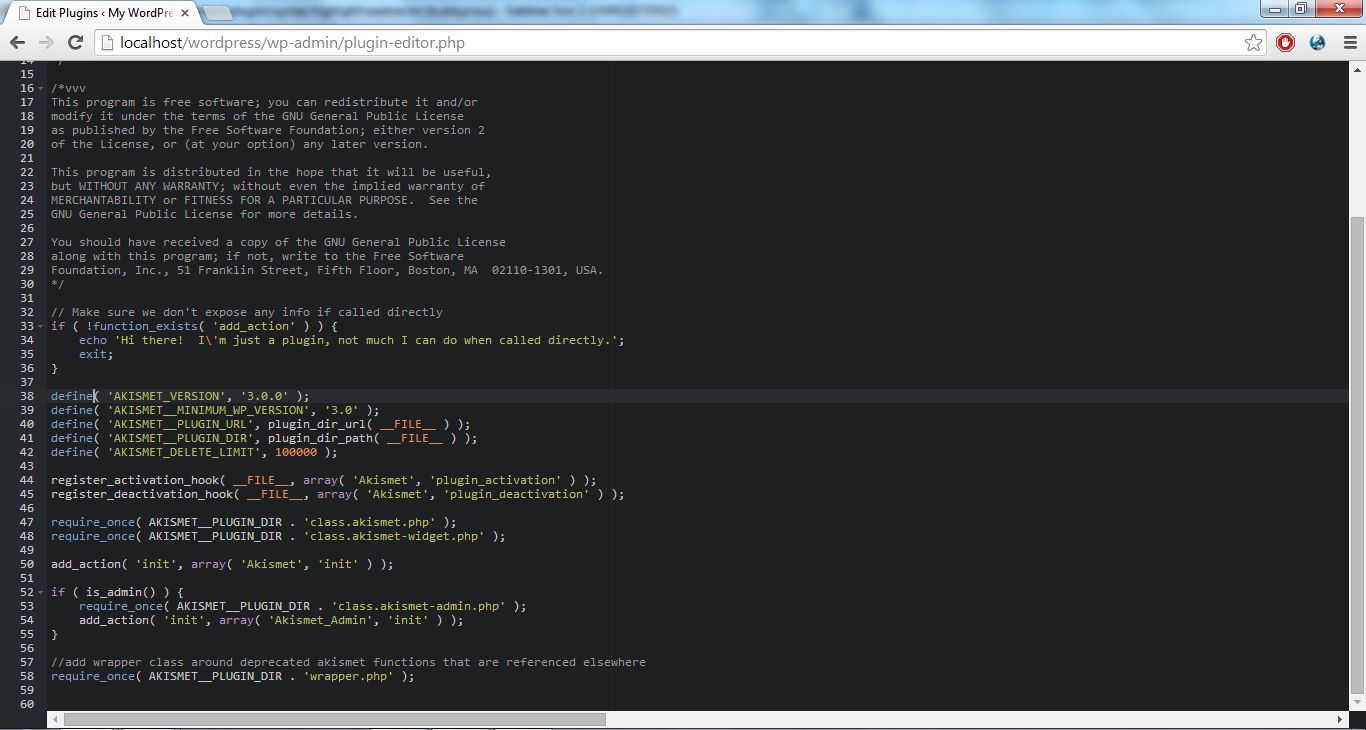 Edit Plugins ‹ My WordPre
localhost/wordpress/wp-admin/plugin-editor.php
14 */
15
16 /*vvv
17 This program is free software; you can redistribute it and/or
18 modify it under the terms of the GNU General Public License
19 as published by the Free Software Foundation; either version 2
20 of the License, or (at your option) any later version.
21
22 This program is distributed in the hope that it will be useful,
23 but WITHOUT ANY WARRANTY; without even the implied warranty of
24 MERCHANTABILITY or FITNESS FOR A PARTICULAR PURPOSE.  See the
25 GNU General Public License for more details.
26
27 You should have received a copy of the GNU General Public License
28 along with this program; if not, write to the Free Software
29 Foundation, Inc., 51 Franklin Street, Fifth Floor, Boston, MA  02110-1301, USA.
30 */
31
32 // Make sure we don't expose any info if called directly
33 if ( !function_exists( 'add_action' ) ) {
34     echo 'Hi there!  I\'m just a plugin, not much I can do when called directly.';
35     exit;
36 }
37
38 define( 'AKISMET_VERSION', '3.0.0' );
39 define( 'AKISMET__MINIMUM_WP_VERSION', '3.0' );
40 define( 'AKISMET__PLUGIN_URL', plugin_dir_url( __FILE__ ) );
41 define( 'AKISMET__PLUGIN_DIR', plugin_dir_path( __FILE__ ) );
42 define( 'AKISMET_DELETE_LIMIT', 100000 );
43
44 register_activation_hook( __FILE__, array( 'Akismet', 'plugin_activation' ) );
45 register_deactivation_hook( __FILE__, array( 'Akismet', 'plugin_deactivation' ) );
46
47 require_once( AKISMET__PLUGIN_DIR . 'class.akismet.php' );
48 require_once( AKISMET__PLUGIN_DIR . 'class.akismet-widget.php' );
49
50 add_action( 'init', array( 'Akismet', 'init' ) );
51
52 if ( is_admin() ) {
53     require_once( AKISMET__PLUGIN_DIR . 'class.akismet-admin.php' );
54     add_action( 'init', array( 'Akismet_Admin', 'init' ) );
55 }
56
57 //add wrapper class around deprecated akismet functions that are referenced elsewhere
58 require_once( AKISMET__PLUGIN_DIR . 'wrapper.php' );
59
60